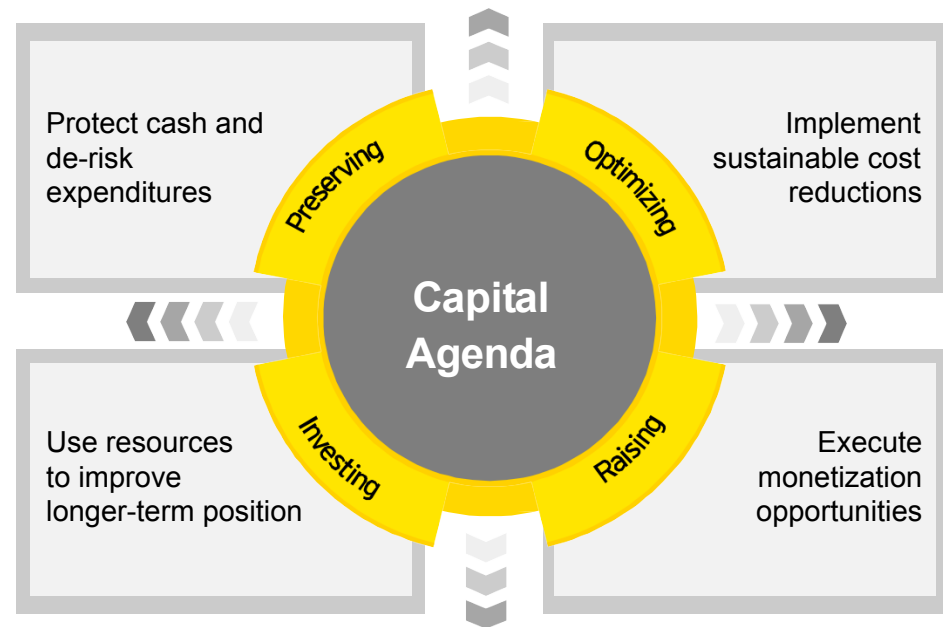 Protect cash and
de-risk
expenditures
Preserving
Optimizing
Implement
sustainable cost
reductions
Capital
Agenda
Use resources
to improve
longer-term position
Investing
Raising
Execute
monetization
opportunities